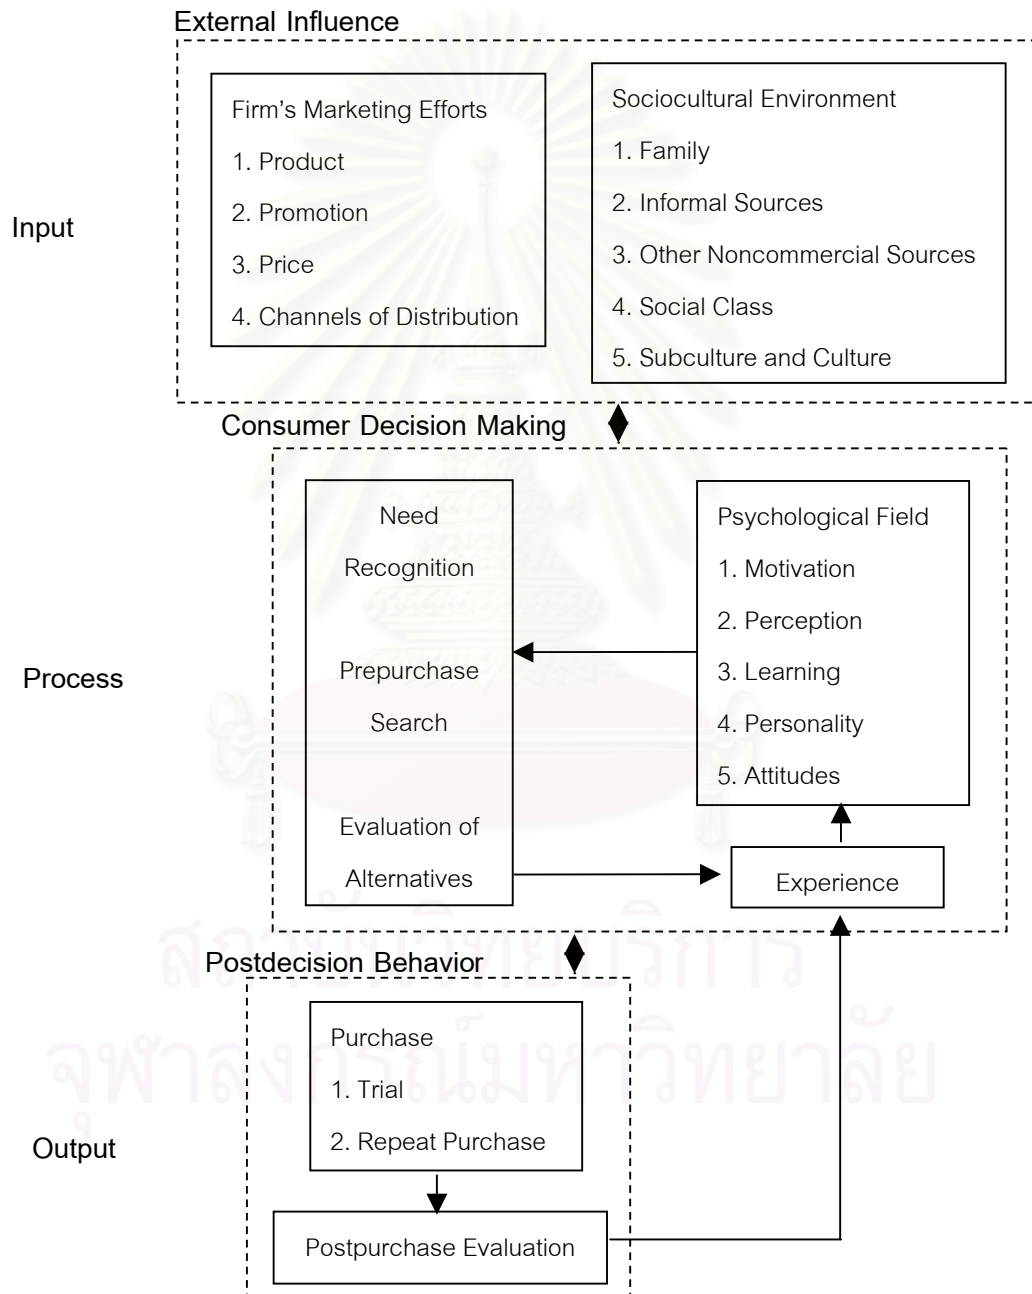 External Influence
Input
Firm's Marketing Efforts
1. Product
2. Promotion
3. Price
4. Channels of Distribution
Sociocultural Environment
1. Family
2. Informal Sources
3. Other Noncommercial Sources
4. Social Class
5. Subculture and Culture
Consumer Decision Making
Process
Need
Recognition
Prepurchase
Search
Evaluation of
Alternatives
Psychological Field
1. Motivation
2. Perception
3. Learning
4. Personality
5. Attitudes
Experience
Postdecision Behavior
Output
Purchase
1. Trial
2. Repeat Purchase
Postpurchase Evaluation
สถาบันวิทยบริการ
จุฬาลงกรณ์มหาวิทยาลัย